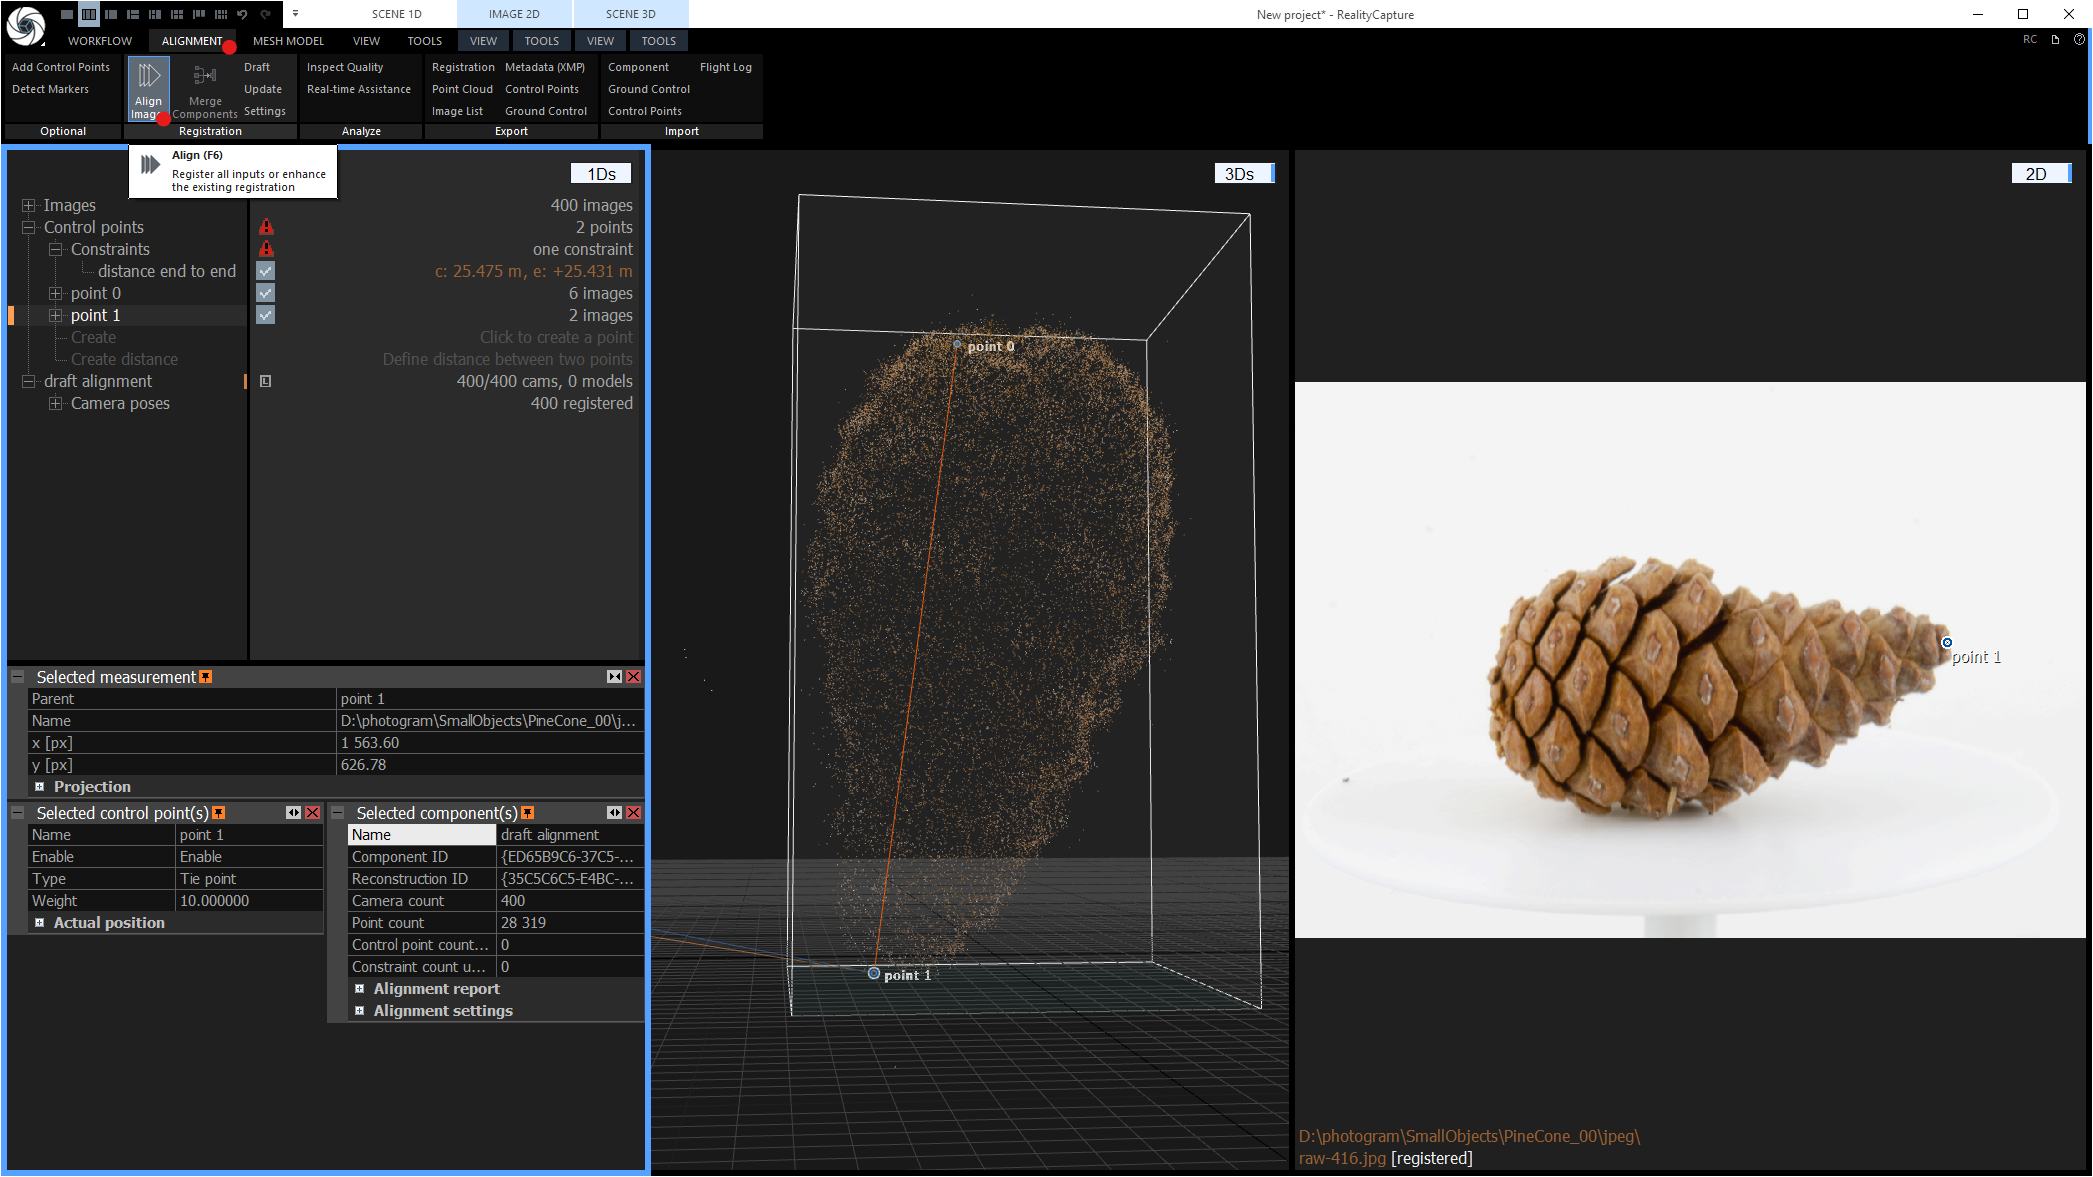 SCENE 1D
IMAGE 2D
SCENE 3D
New project* - RealityCapture
WORKFLOW
ALIGNMENT
MESH MODEL
VIEW
TOOLS
VIEW
TOOLS
VIEW
TOOLS
RC
Add Control Points
Detect Markers
Optional
Align
Imag
Merge
Components
Draft
Update
Settings
Registration
Inspect Quality
Real-time Assistance
Analyze
Registration
Metadata (XMP)
Point Cloud
Control Points
Image List
Ground Control
Export
Component
Flight Log
Ground Control
Control Points
Import
Align (F6)
Register all inputs or enhance
the existing registration
1Ds
Images
400 images
Control points
2 points
Constraints
one constraint
distance end to end
c: 25.475 m, e: +25.431 m
point 0
6 images
point 1
2 images
Create
Click to create a point
Create distance
Define distance between two points
draft alignment
L
400/400 cams, 0 models
Camera poses
400 registered
Selected measurement
Parent
point 1
Name
D:\photogram\SmallObjects\PineCone_00\j...
x [px]
1 563.60
y [px]
626.78
Projection
Selected control point(s)
Name
point 1
Enable
Enable
Type
Tie point
Weight
10.000000
Actual position
Selected component(s)
Name
draft alignment
Component ID
{ED65B9C6-37C5-...
Reconstruction ID
{35C5C6C5-E4BC-...
Camera count
400
Point count
28 319
Control point count...
0
Constraint count u...
0
Alignment report
Alignment settings
3Ds
point 0
point 1
2D
point 1
D:\photogram\SmallObjects\PineCone_00\jpeg\
raw-416.jpg [registered]